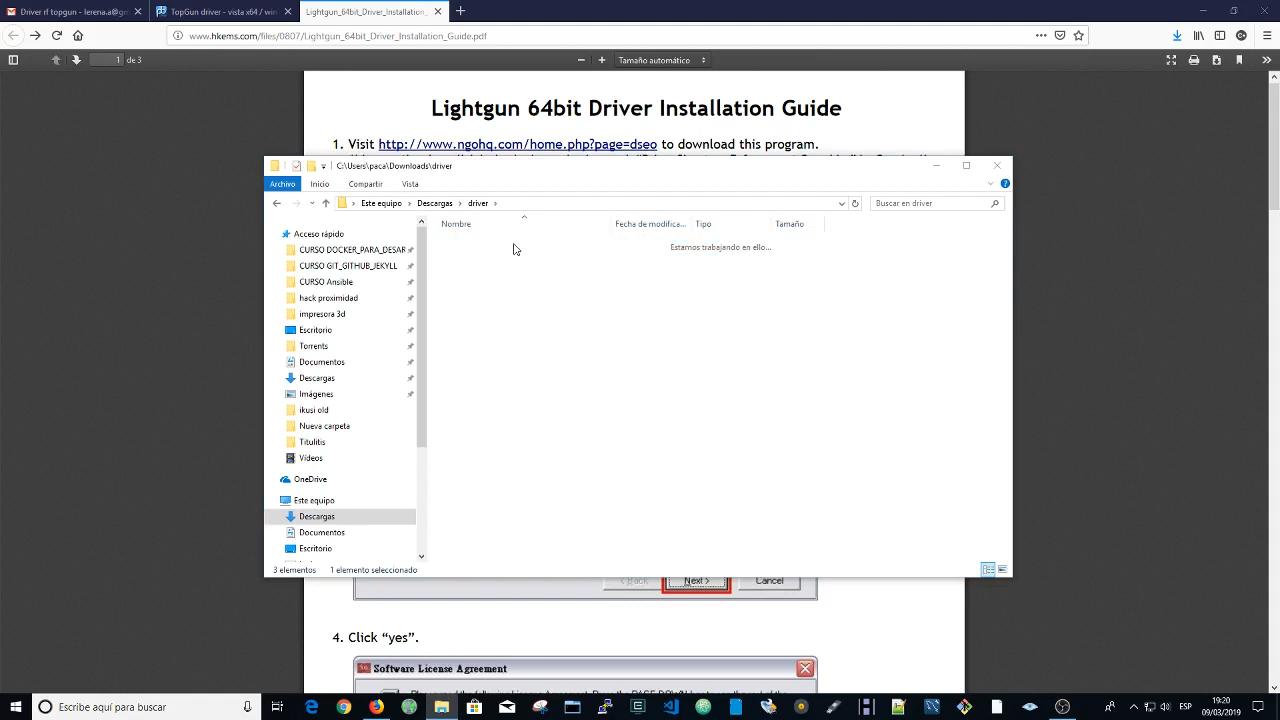 Driver rf topgun - lerena.a@gm
TopGun driver - vista x64 / win
Lightgun_64bit_Driver_Installation_
www.hkems.com/files/0807/Lightgun_64bit_Driver_Installation_Guide.pdf
1 de 3
Tamaño automático
Lightgun 64bit Driver Installation Guide
1. Visit http://www.ngohq.com/home.php?page=dseo to download this program.
C:\Users\paca\Downloads\driver
Archivo Inicio Compartir Vista
Este equipo > Descargas > driver >
Buscar en driver
Nombre Fecha de modifica... Tipo Tamaño
Estamos trabajando en ello...
Acceso rápido
CURSO DOCKER_PARA_DESAR
CURSO GIT_GITHUB_JEKYLL
CURSO Ansible
hack proximidad
impresora 3d
Escritorio
Torrents
Documentos
Descargas
Imágenes
ikusi old
Nueva carpeta
Titulitis
Vídeos
OneDrive
Este equipo
Descargas
Documentos
Escritorio
3 elementos 1 elemento seleccionado
< Back Next > Cancel
4. Click “yes”.
Software License Agreement
Escribe aquí para buscar
ESP
19:20
09/03/2019